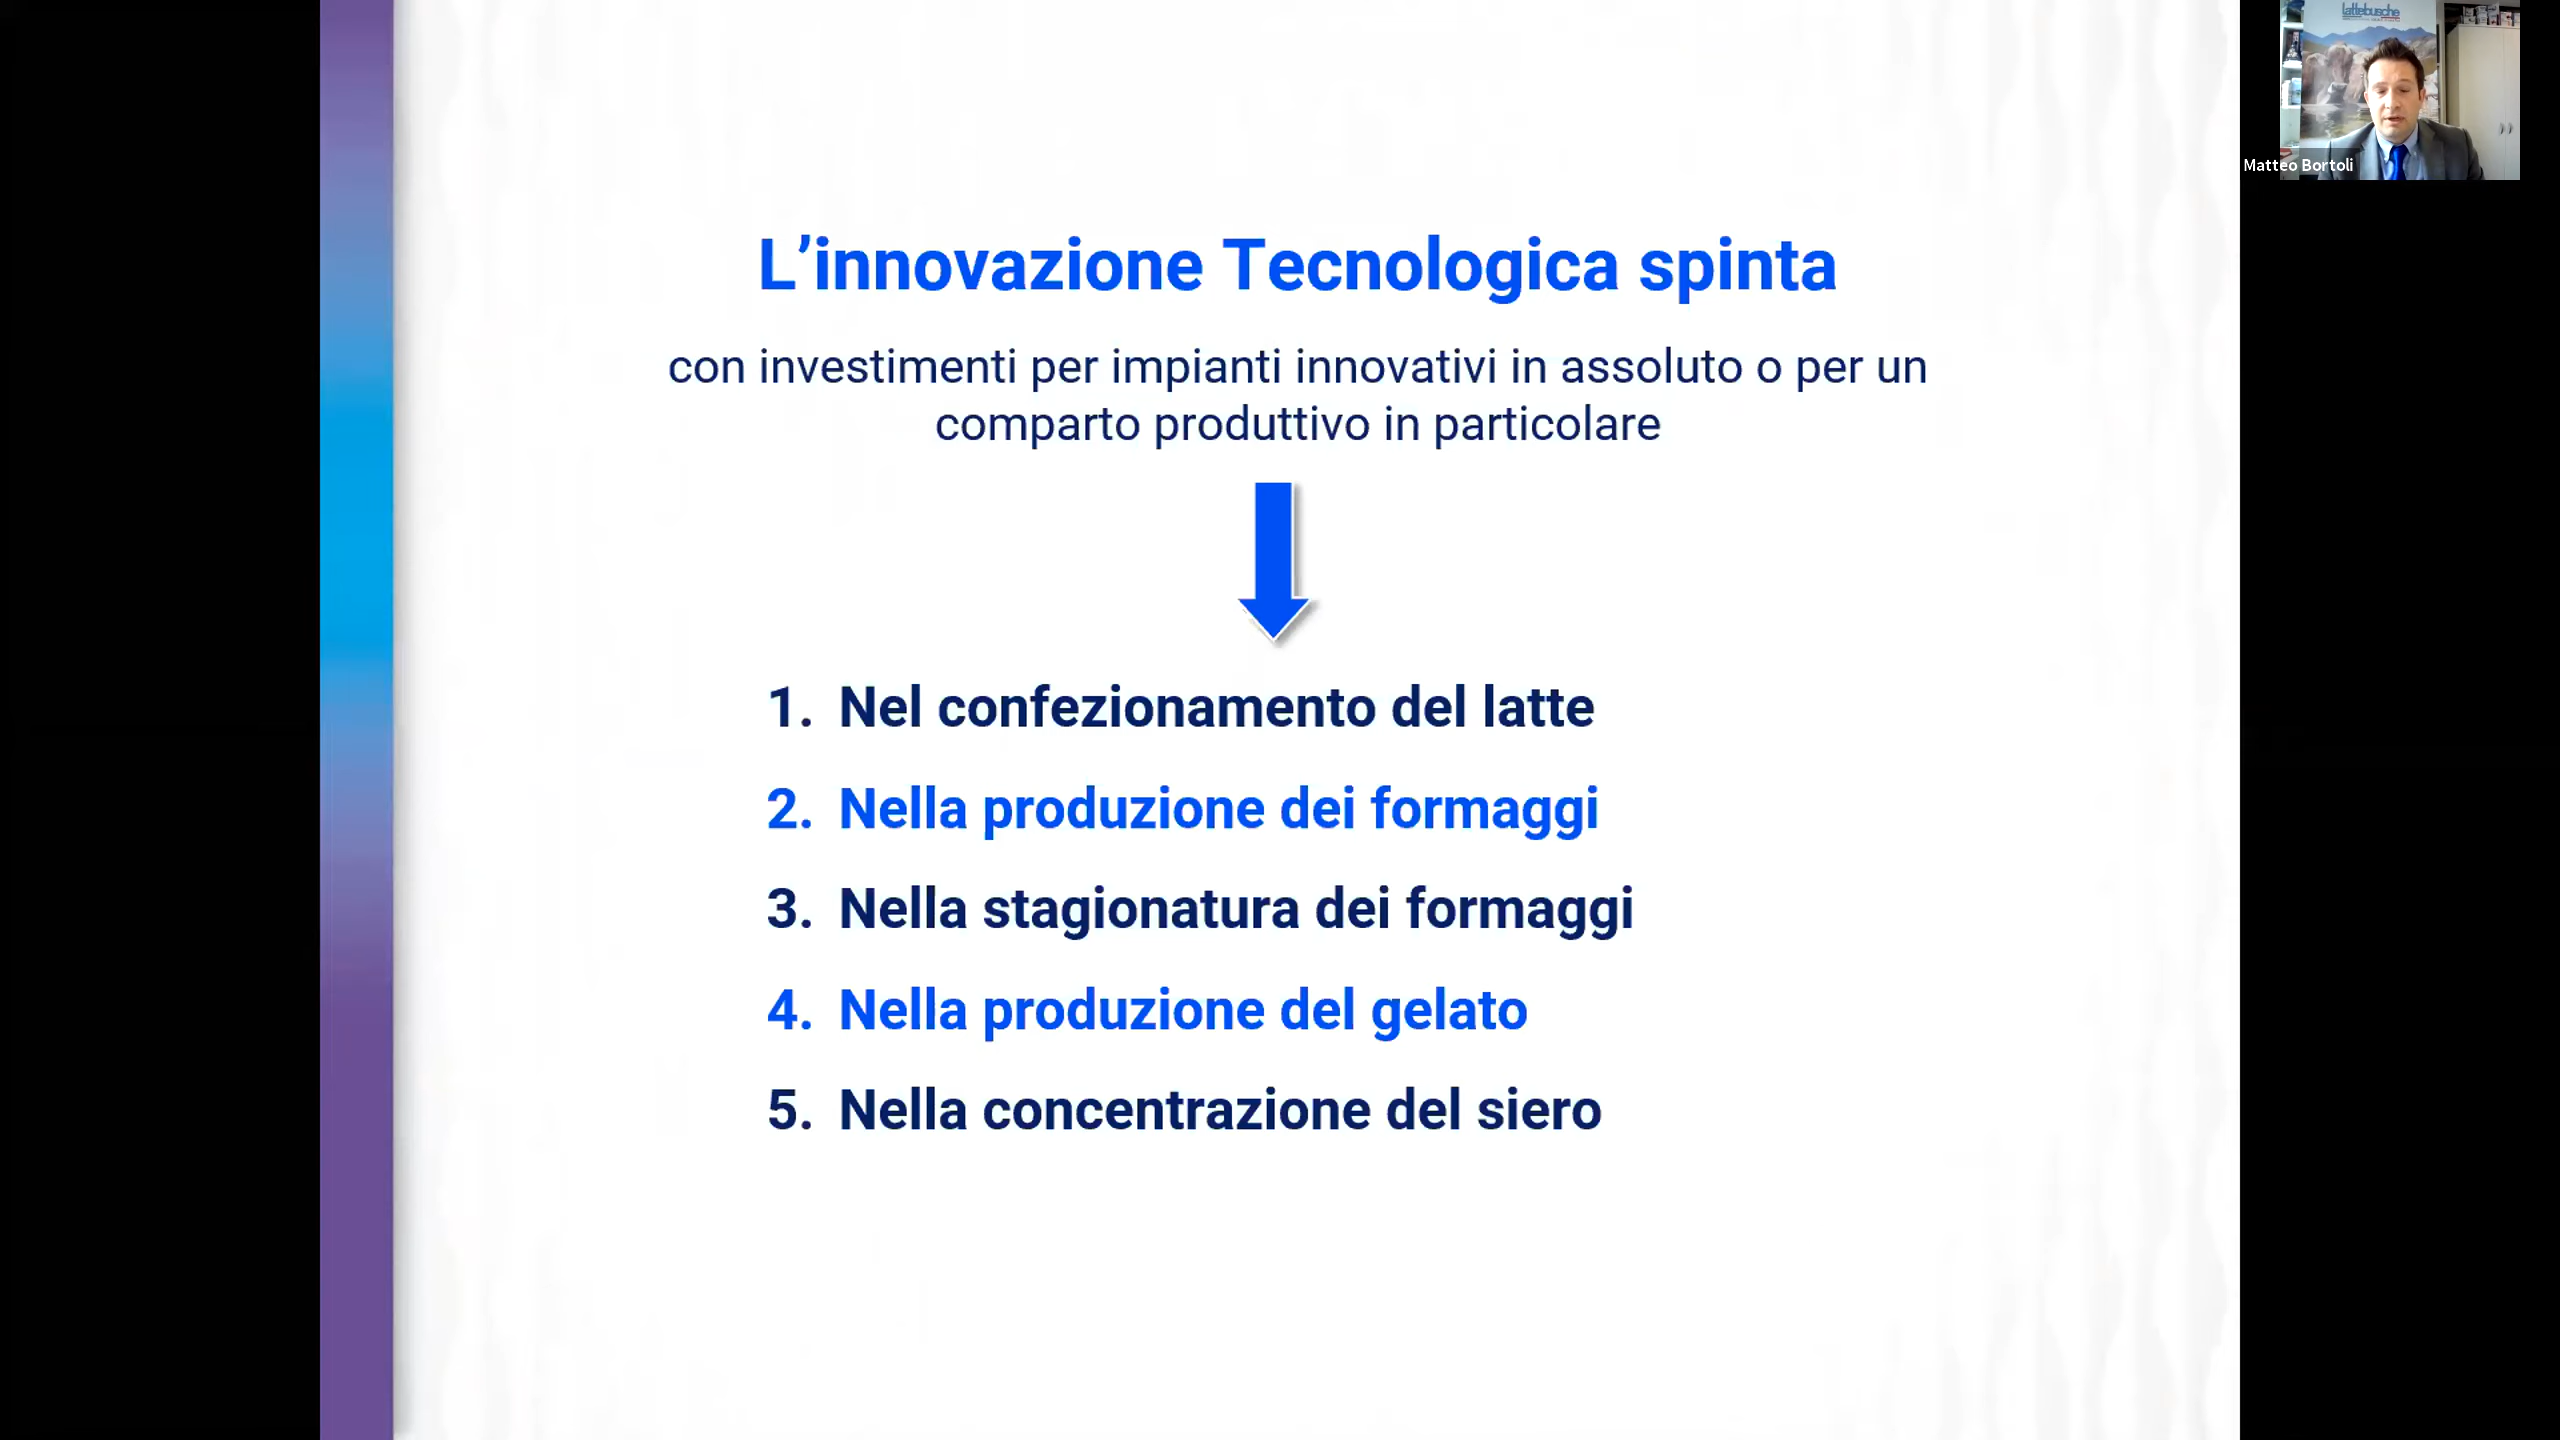 lattebusche
Matteo Bortoli
L’innovazione Tecnologica spinta
con investimenti per impianti innovativi in assoluto o per un
comparto produttivo in particolare
1. Nel confezionamento del latte
2. Nella produzione dei formaggi
3. Nella stagionatura dei formaggi
4. Nella produzione del gelato
5. Nella concentrazione del siero